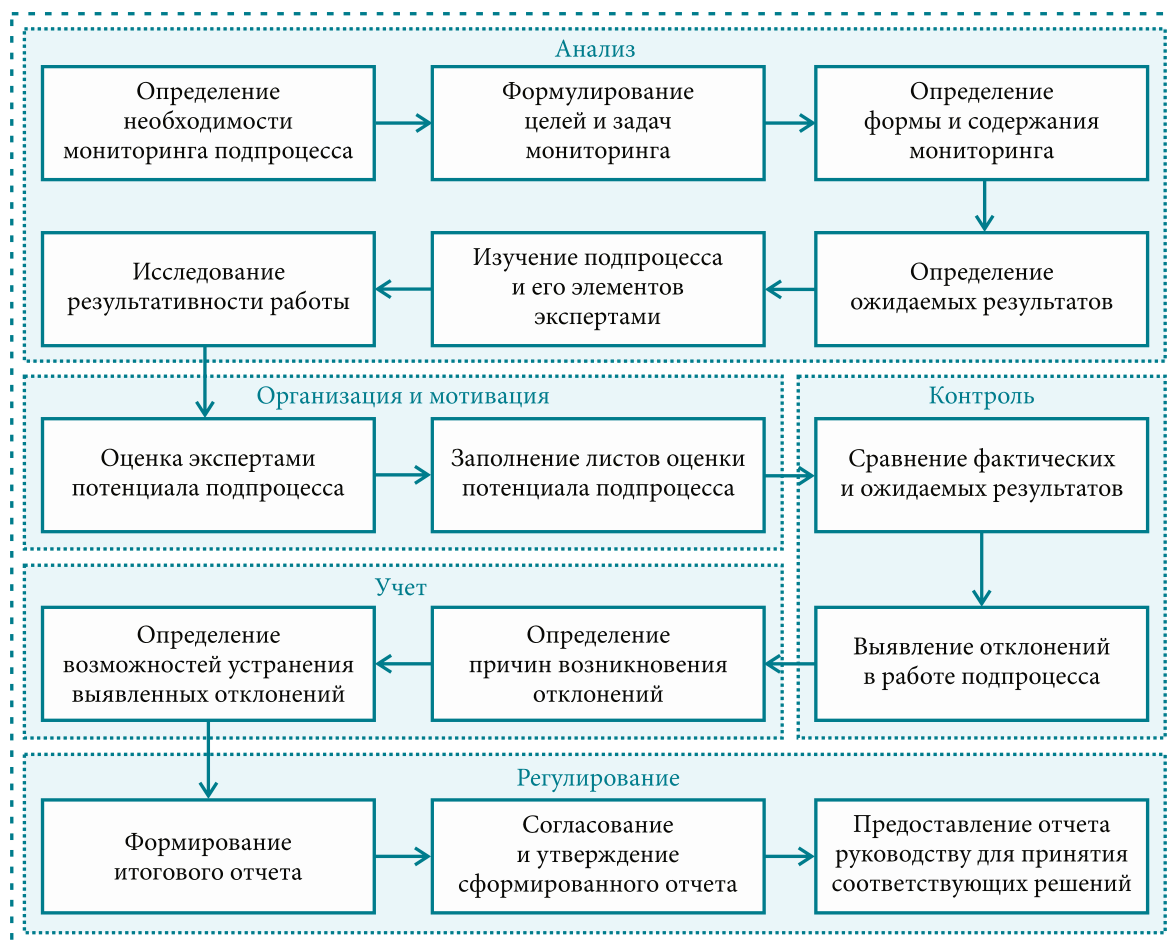 Анализ
Определение
необходимости
мониторинга подпроцесса
Формулирование
целей и задач
мониторинга
Определение
формы и содержания
мониторинга
Исследование
результативности работы
Изучение подпроцесса
и его элементов
экспертами
Определение
ожидаемых результатов
Организация и мотивация
Контроль
Оценка экспертами
потенциала подпроцесса
Заполнение листов оценки
потенциала подпроцесса
Сравнение фактических
и ожидаемых результатов
Учет
Определение
возможностей устранения
выявленных отклонений
Определение
причин возникновения
отклонений
Выявление отклонений
в работе подпроцесса
Регулирование
Формирование
итогового отчета
Согласование
и утверждение
сформированного отчета
Предоставление отчета
руководству для принятия
соответствующих решений